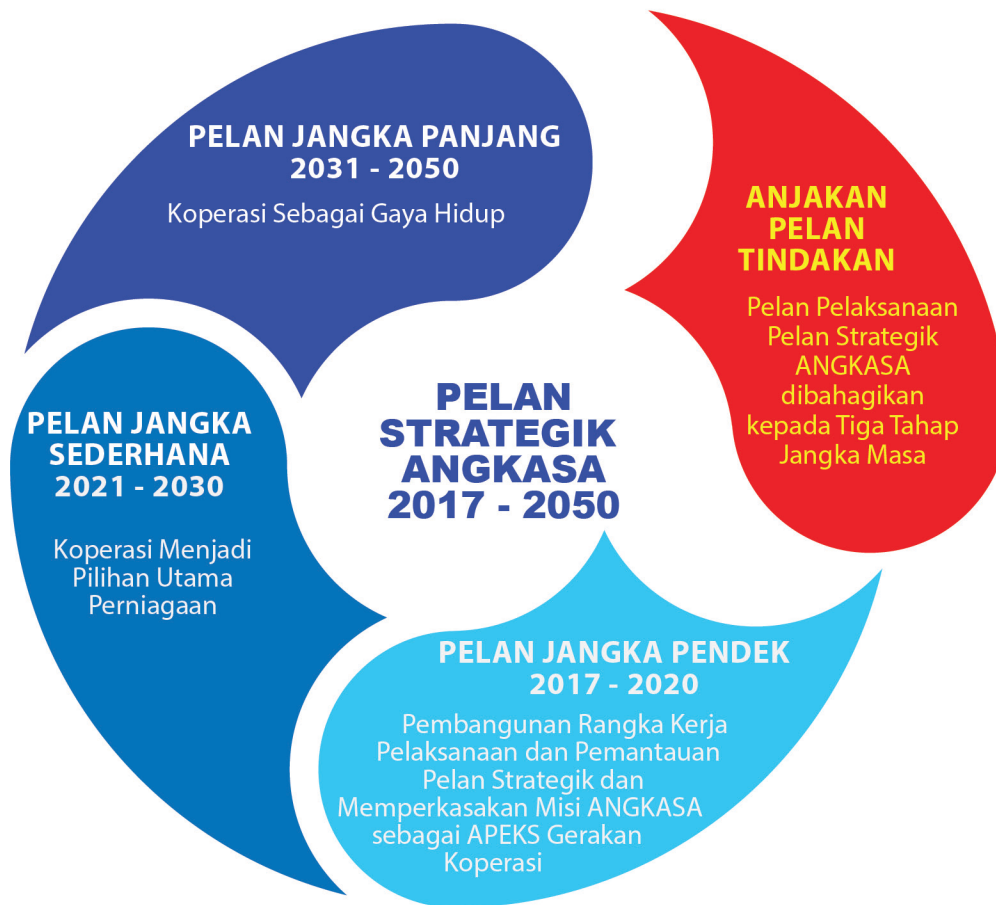 PELAN JANGKA PANJANG
2031 - 2050
Koperasi Sebagai Gaya Hidup
ANJAKAN
PELAN
TINDAKAN
Pelan Pelaksanaan
Pelan Strategik
ANGKASA
dibahagikan
kepada Tiga Tahap
Jangka Masa
PELAN
STRATEGIK
ANGKASA
2017 - 2050
PELAN JANGKA
SEDERHANA
2021 - 2030
Koperasi Menjadi
Pilihan Utama
Perniagaan
PELAN JANGKA PENDEK
2017 - 2020
Pembangunan Rangka Kerja
Pelaksanaan dan Pemantauan
Pelan Strategik dan
Memperkasakan Misi ANGKASA
sebagai APEKS Gerakan
Koperasi